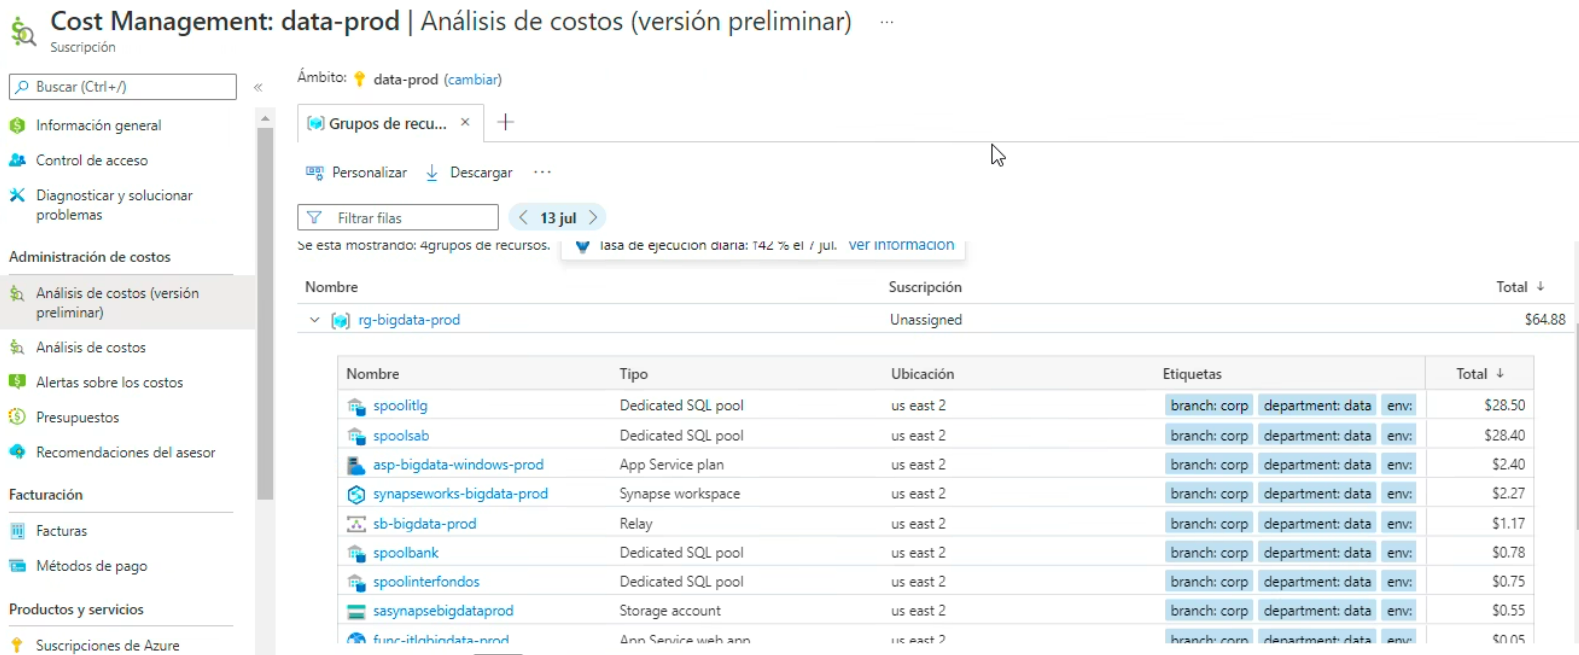 Cost Management: data-prod | Análisis de costos (versión preliminar) ...
Suscripción
Buscar (Ctrl+/)
«
Información general
Control de acceso
Diagnosticar y solucionar
problemas
Administración de costos
Análisis de costos (versión
preliminar)
Análisis de costos
Alertas sobre los costos
Presupuestos
Recomendaciones del asesor
Facturación
Facturas
Métodos de pago
Productos y servicios
Suscripciones de Azure
Ámbito: data-prod (cambiar)
Grupos de recu... × +
Personalizar Descargar ...
Filtrar filas < 13 jul >
Se está mostrando: 4grupos de recursos. Tasa de ejecución diaria: 142 % el 7 jul. Ver información
Nombre Suscripción Total ↓
rg-bigdata-prod Unassigned $64.88
Nombre Tipo Ubicación Etiquetas Total ↓
spoolitlg Dedicated SQL pool us east 2 branch: corp department: data env: $28.50
spoolsab Dedicated SQL pool us east 2 branch: corp department: data env: $28.40
asp-bigdata-windows-prod App Service plan us east 2 branch: corp department: data env: $2.40
synapseworks-bigdata-prod Synapse workspace us east 2 branch: corp department: data env: $2.27
sb-bigdata-prod Relay us east 2 branch: corp department: data env: $1.17
spoolbank Dedicated SQL pool us east 2 branch: corp department: data env: $0.78
spoolinterfondos Dedicated SQL pool us east 2 branch: corp department: data env: $0.75
sasynapsebigdataprod Storage account us east 2 branch: corp department: data env: $0.55
func-itlgbigdata-prod App Service web app us east 2 branch: corp department: data env: $0.05